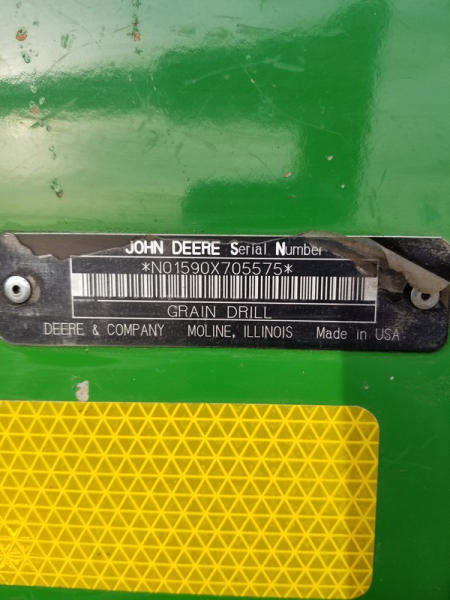 JOHN DEERE Serial Number
*N01590X705575*
GRAIN DRILL
DEERE & COMPANY MOLINE, ILLINOIS Made in USA